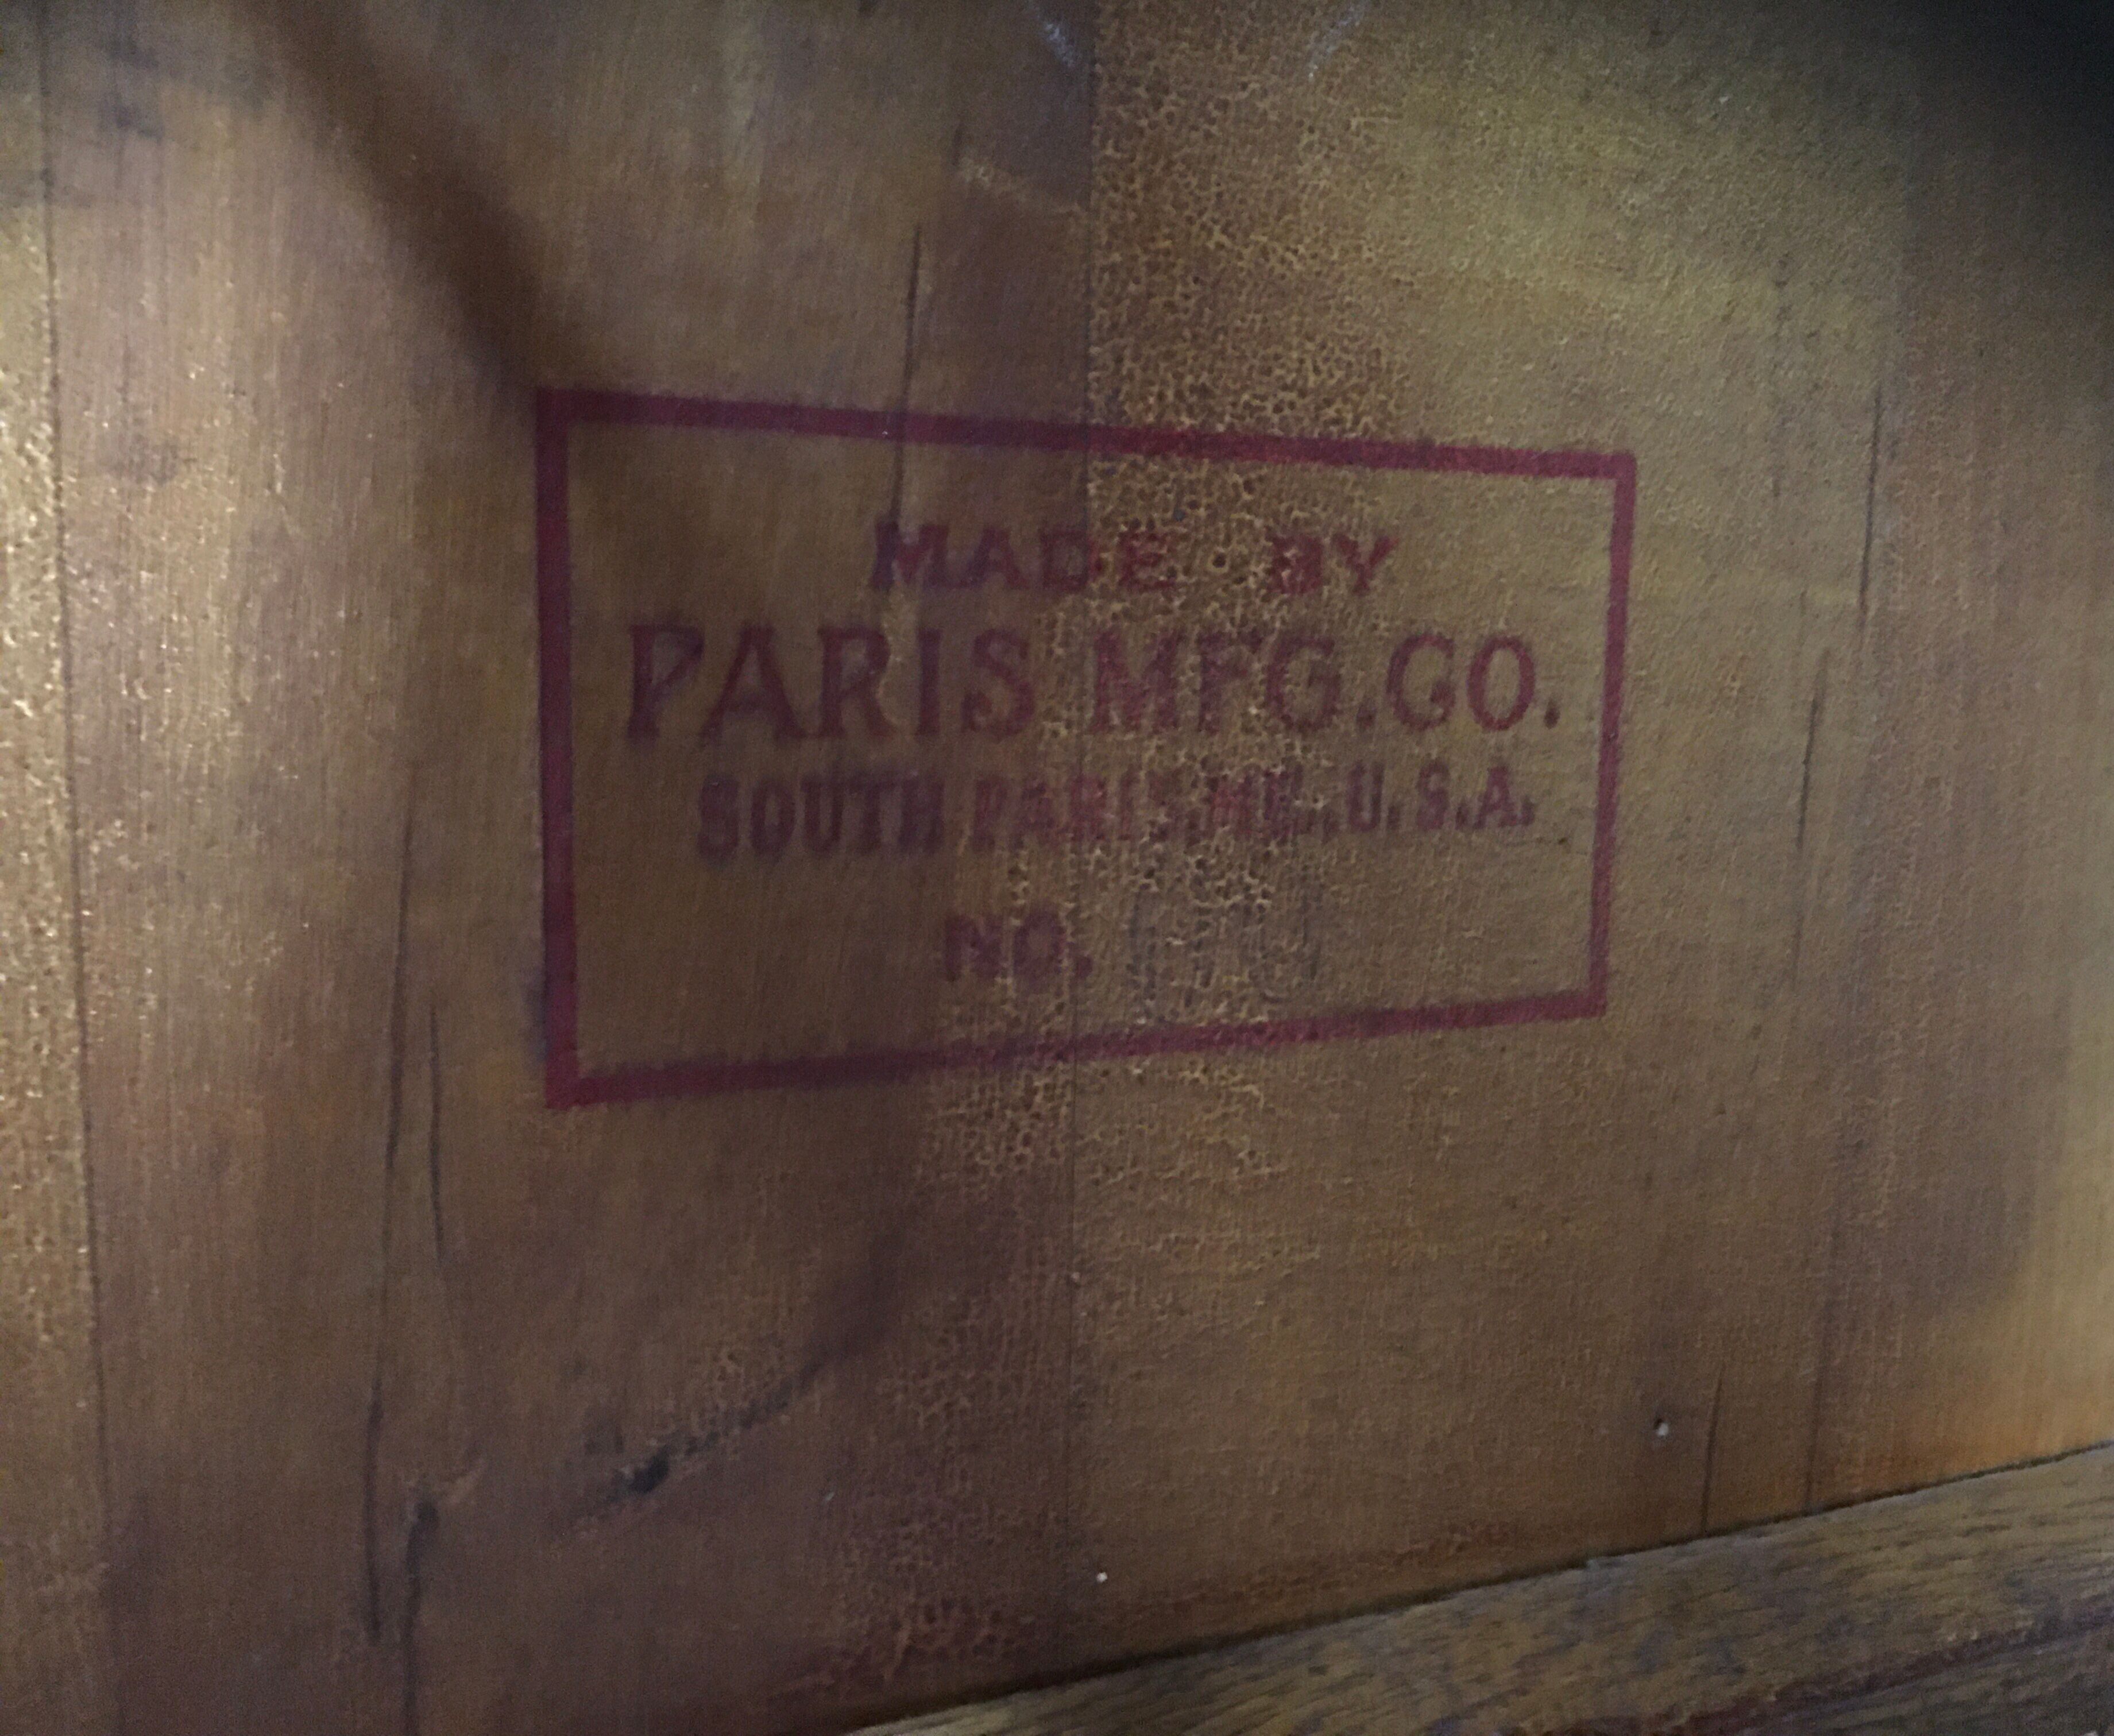 MADE BY
PARIS MFG.CO.
SOUTH PARIS, ME., U.S.A.
NO.